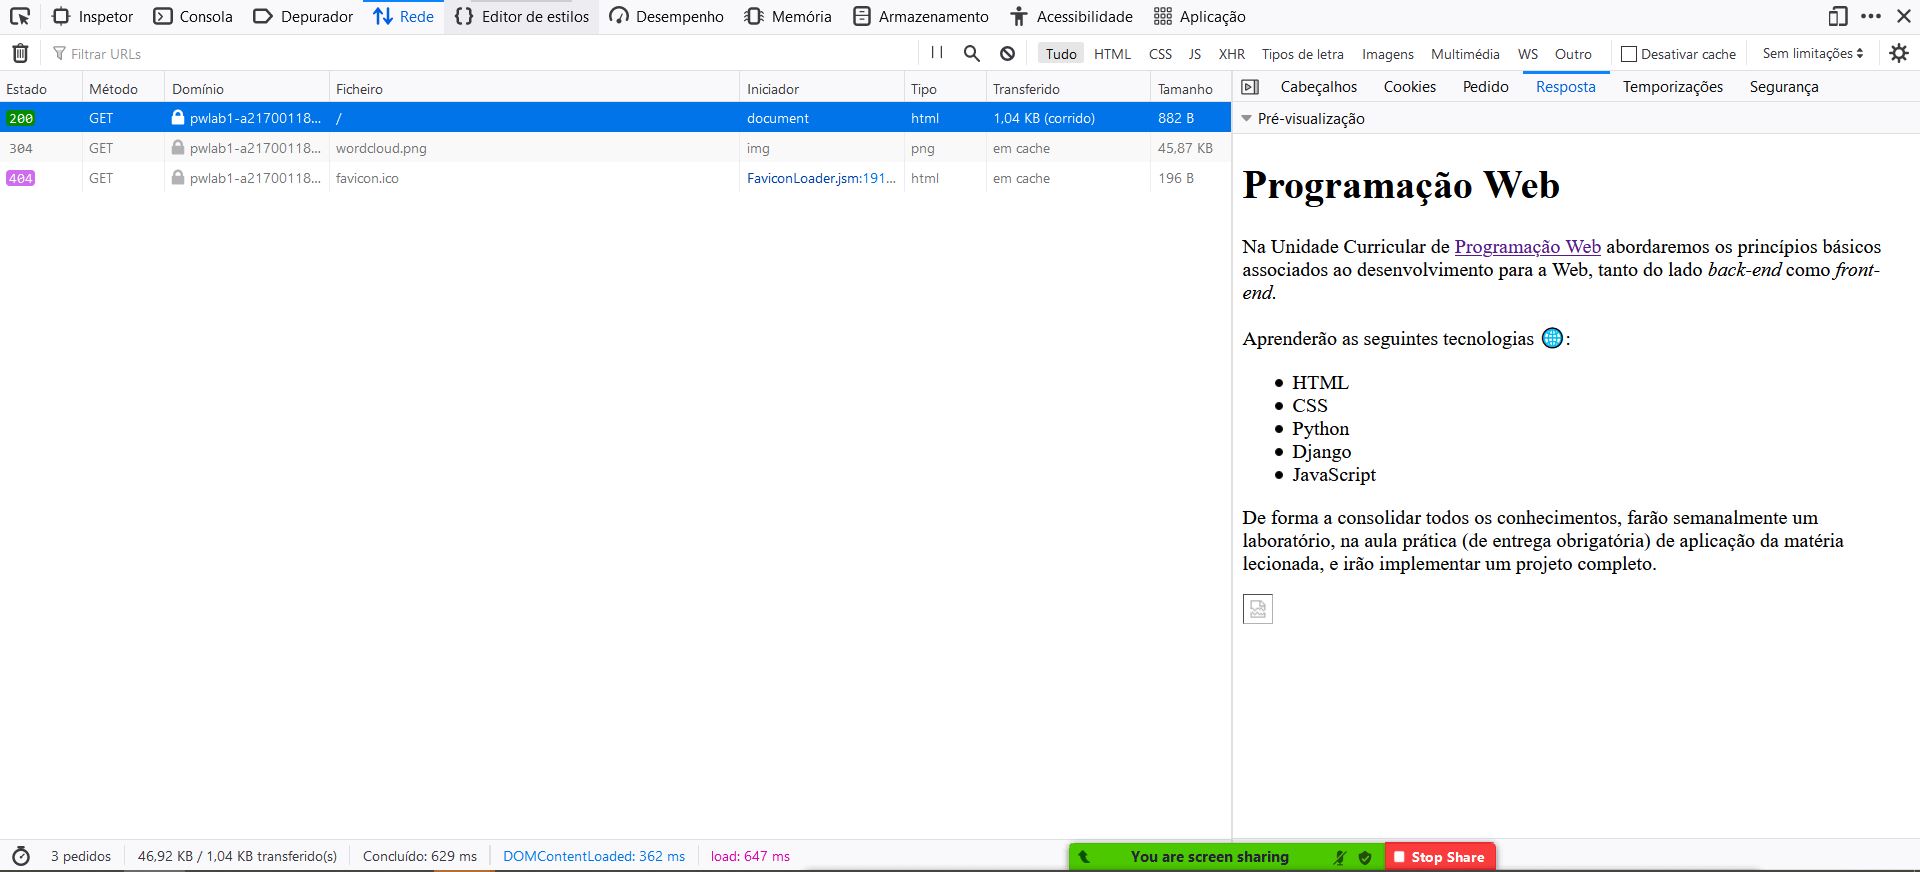 Inspetor Consola Depurador Rede Editor de estilos Desempenho Memória Armazenamento Acessibilidade Aplicação
Filtrar URLs Tudo HTML CSS JS XHR Tipos de letra Imagens Multimédia WS Outro Desativar cache Sem limitações
Estado Método Domínio Ficheiro Iniciador Tipo Transferido Tamanho
200 GET pwlab1-a21700118... / document html 1,04 KB (corrido) 882 B
304 GET pwlab1-a21700118... wordcloud.png img png em cache 45,87 KB
404 GET pwlab1-a21700118... favicon.ico FaviconLoader.jsm:191... html em cache 196 B
Cabeçalhos Cookies Pedido Resposta Temporizações Segurança
Pré-visualização
Programação Web
Na Unidade Curricular de Programação Web abordaremos os princípios básicos
associados ao desenvolvimento para a Web, tanto do lado back-end como front-
end.
Aprenderão as seguintes tecnologias 🌐:
• HTML
• CSS
• Python
• Django
• JavaScript
De forma a consolidar todos os conhecimentos, farão semanalmente um
laboratório, na aula prática (de entrega obrigatória) de aplicação da matéria
lecionada, e irão implementar um projeto completo.
3 pedidos 46,92 KB / 1,04 KB transferido(s) Concluído: 629 ms DOMContentLoaded: 362 ms load: 647 ms
You are screen sharing Stop Share